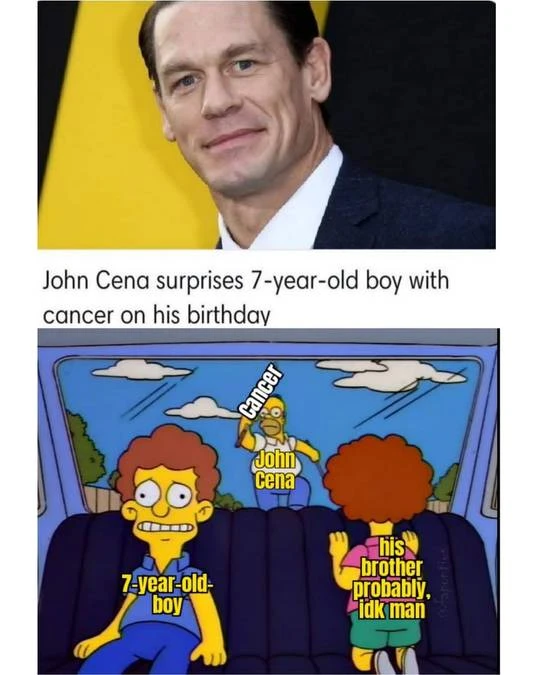 John Cena surprises 7-year-old boy with
cancer on his birthday
Cancer
John
Cena
7-year-old-
boy
his
brother
probably,
idk man